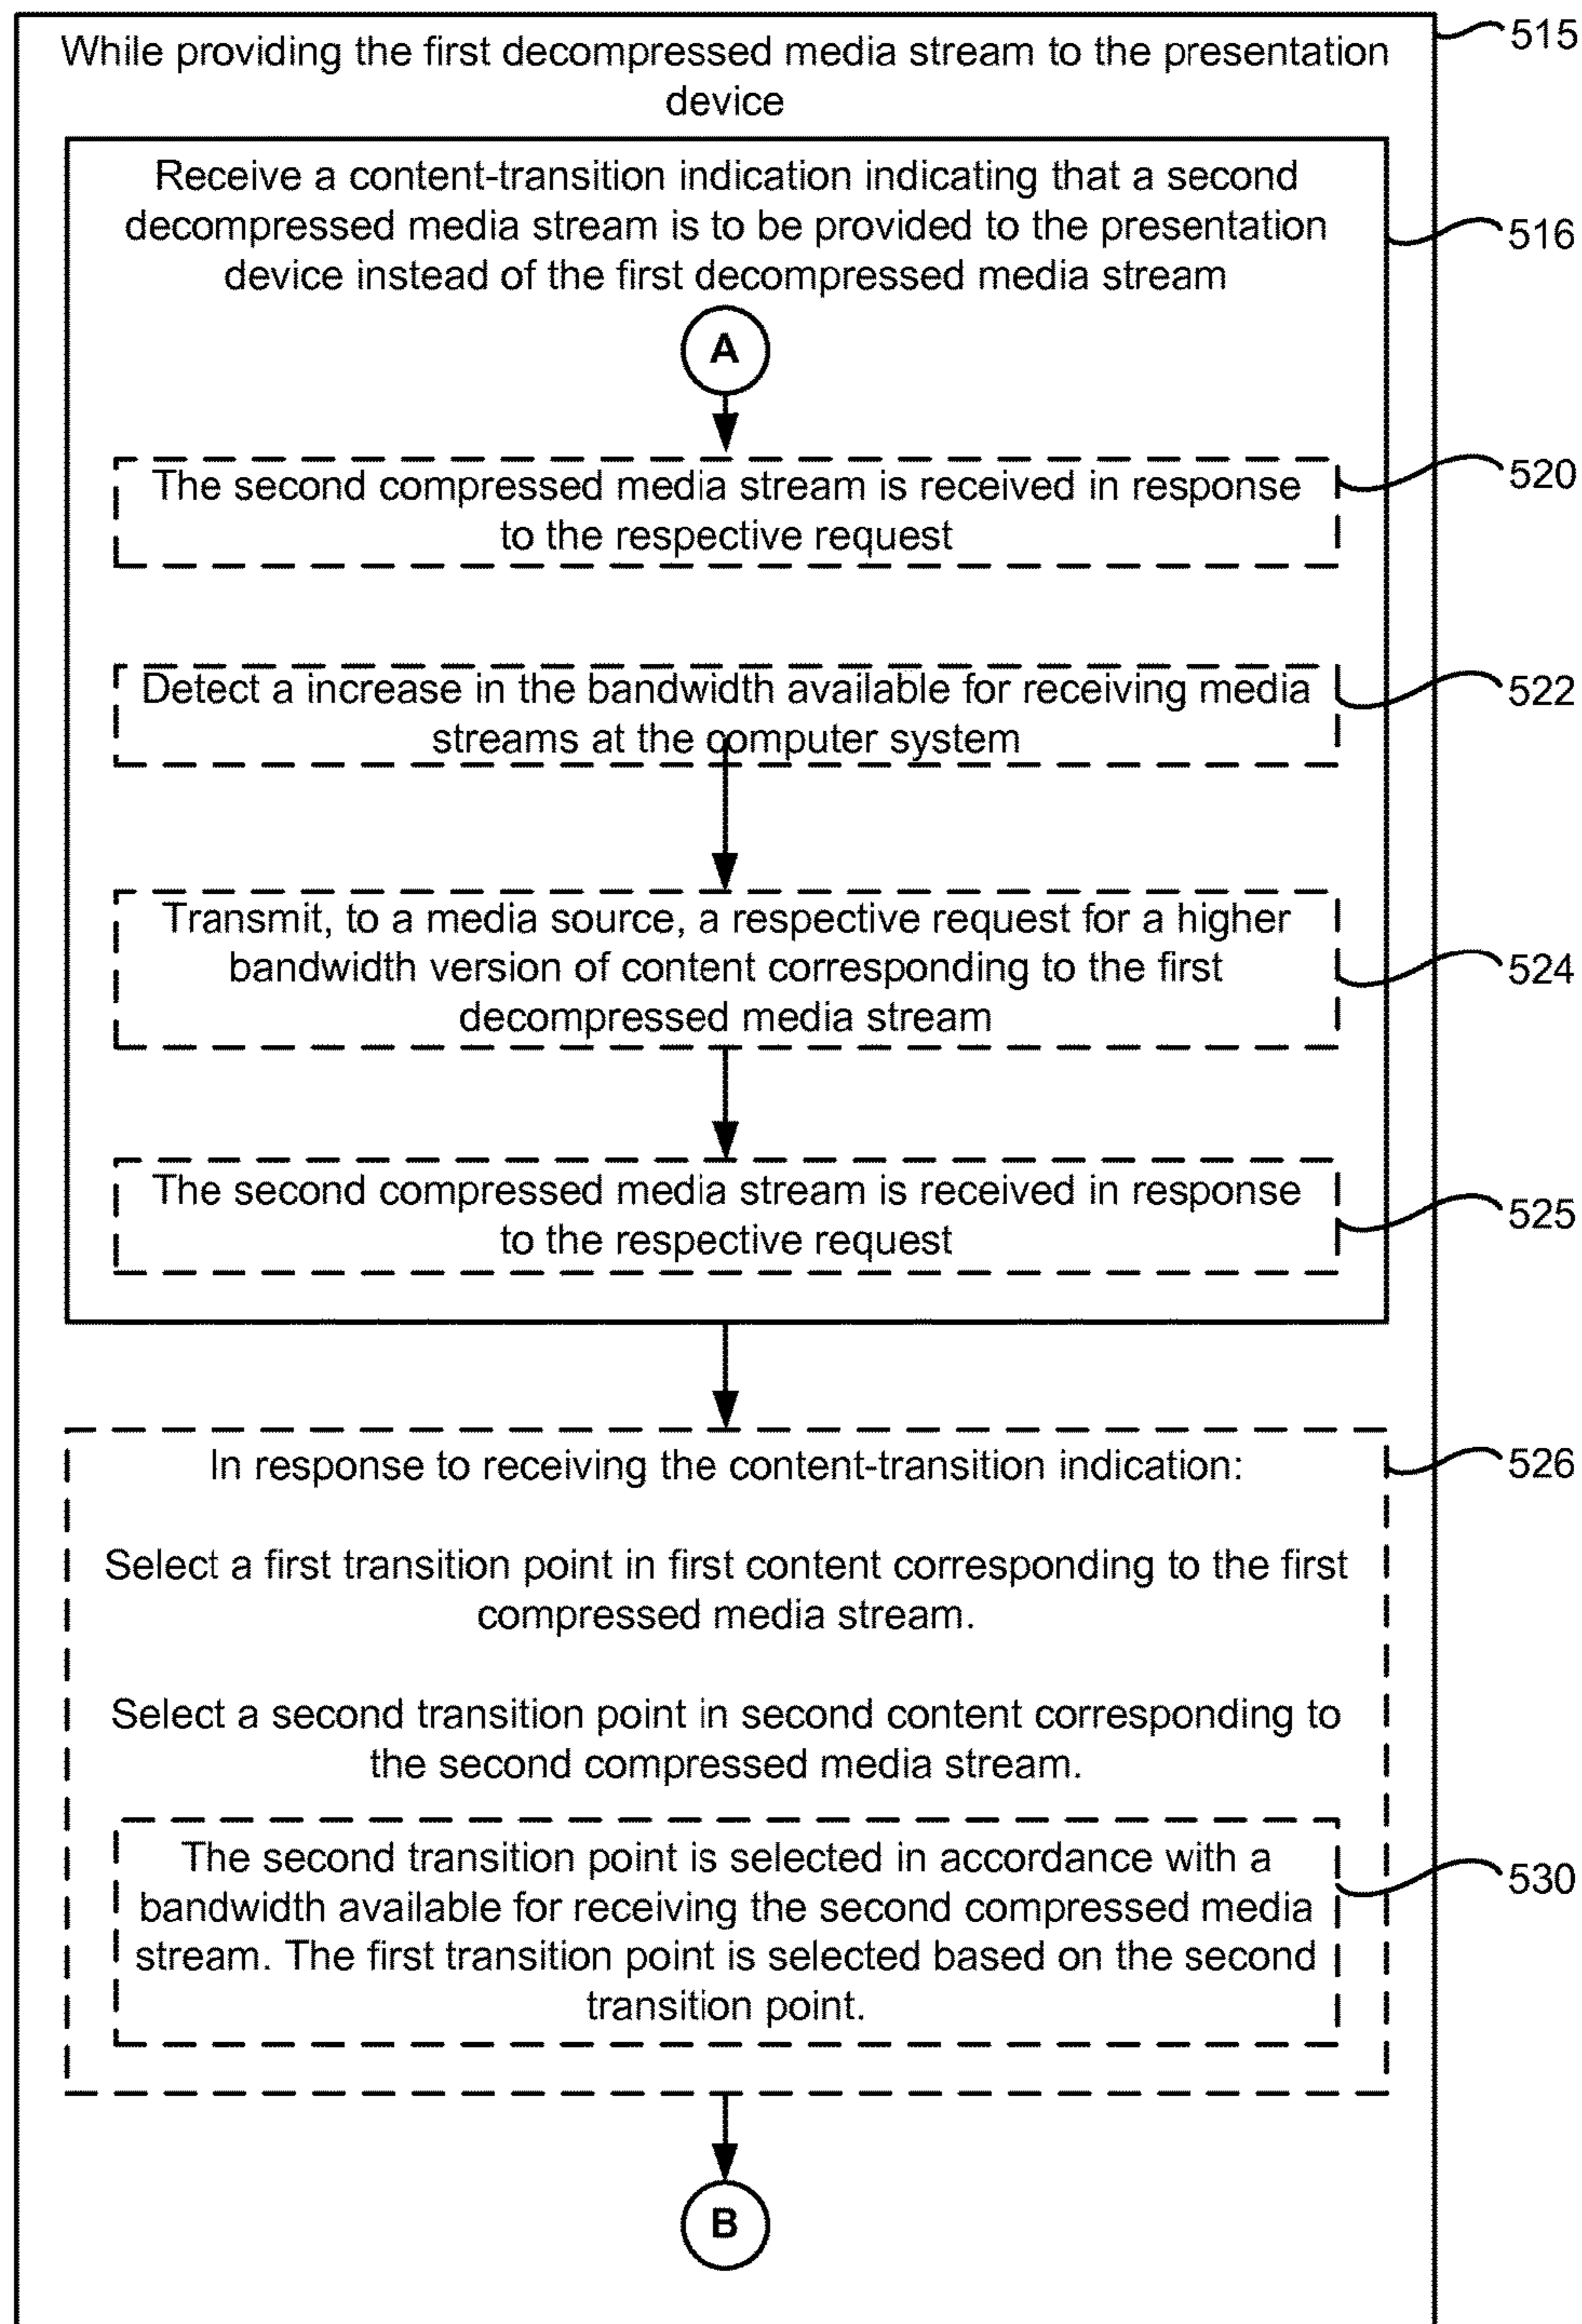 While providing the first decompressed media stream to the presentation
device
515
Receive a content-transition indication indicating that a second
decompressed media stream is to be provided to the presentation
device instead of the first decompressed media stream
516
A
The second compressed media stream is received in response
to the respective request
520
Detect a increase in the bandwidth available for receiving media
streams at the computer system
522
Transmit, to a media source, a respective request for a higher
bandwidth version of content corresponding to the first
decompressed media stream
524
The second compressed media stream is received in response
to the respective request
525
In response to receiving the content-transition indication:
526
Select a first transition point in first content corresponding to the first
compressed media stream.
Select a second transition point in second content corresponding to
the second compressed media stream.
The second transition point is selected in accordance with a
bandwidth available for receiving the second compressed media
stream. The first transition point is selected based on the second
transition point.
530
B